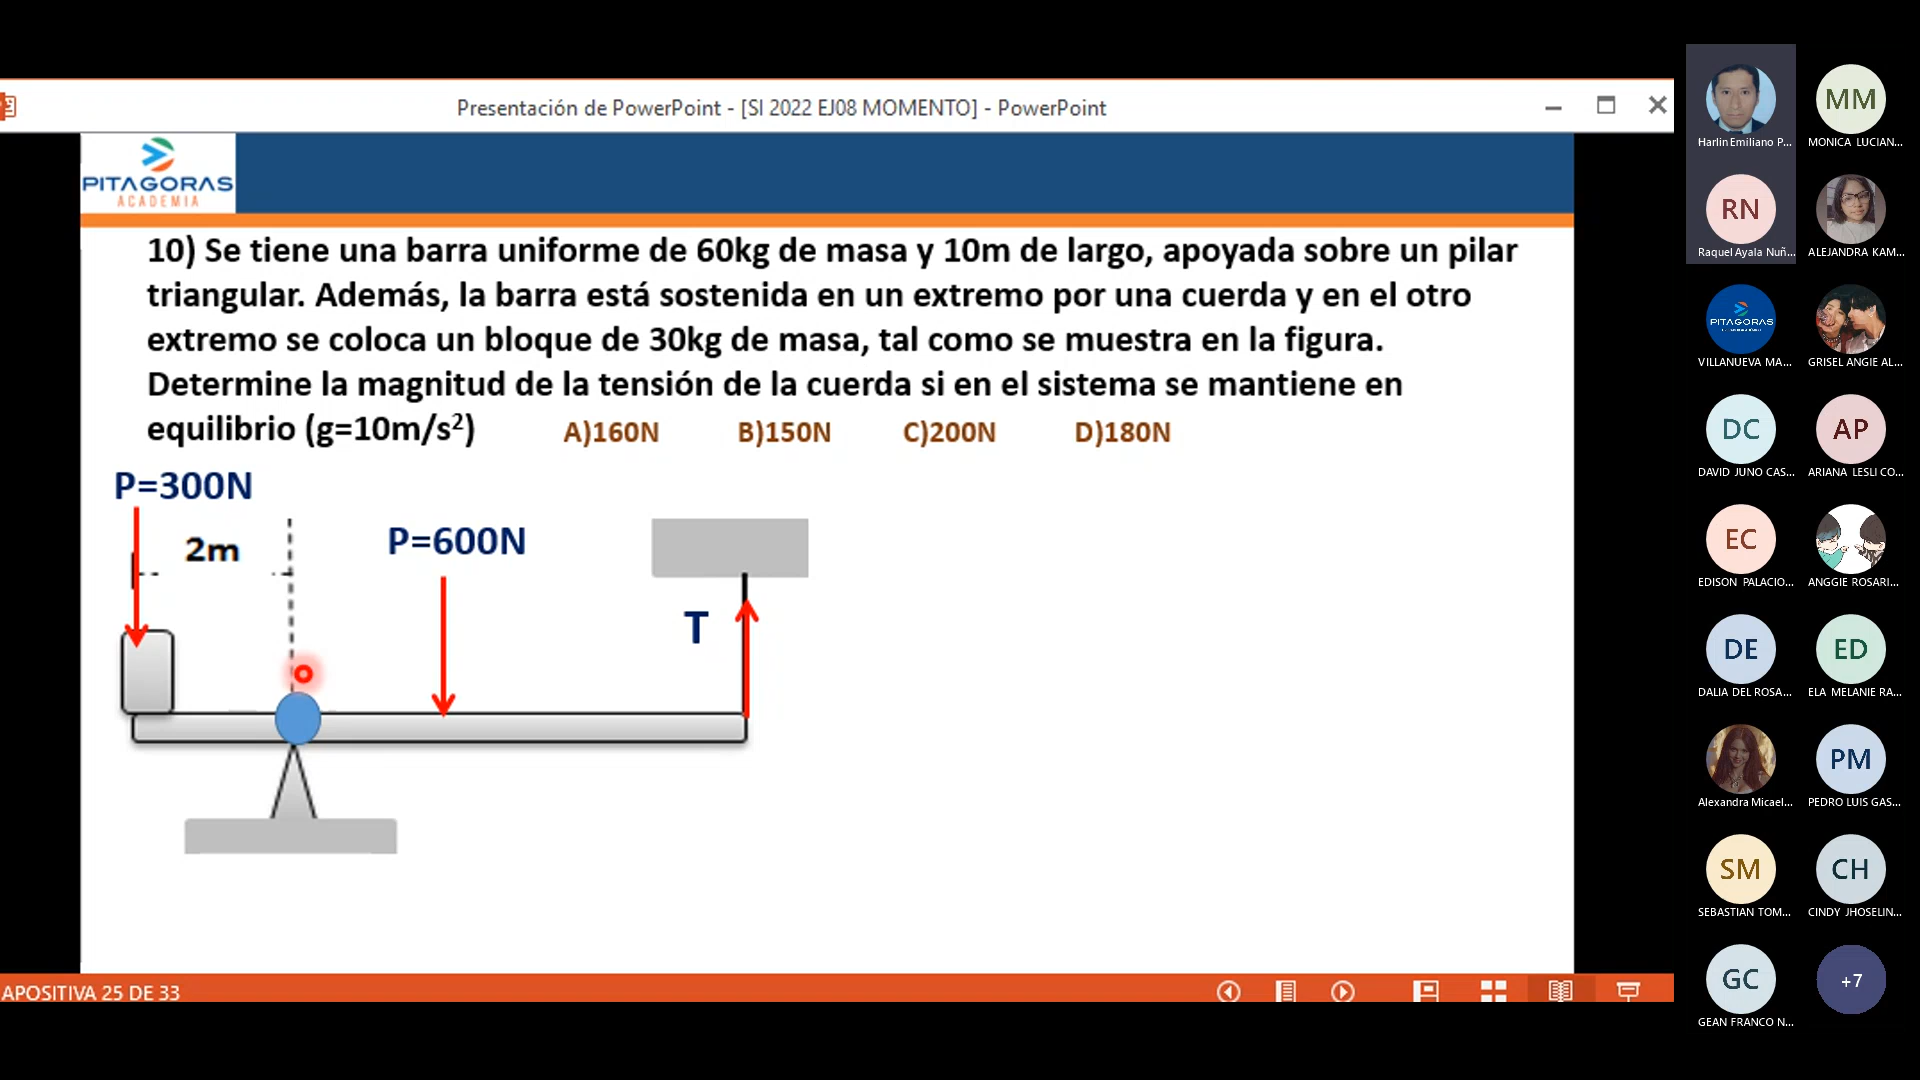 Presentación de PowerPoint - [SI 2022 EJ08 MOMENTO] - PowerPoint
PITAGORAS
ACADEMIA
10) Se tiene una barra uniforme de 60kg de masa y 10m de largo, apoyada sobre un pilar
triangular. Además, la barra está sostenida en un extremo por una cuerda y en el otro
extremo se coloca un bloque de 30kg de masa, tal como se muestra en la figura.
Determine la magnitud de la tensión de la cuerda si en el sistema se mantiene en
equilibrio (g=10m/s²) A)160N B)150N C)200N D)180N
P=300N
2m
P=600N
T
APOSITIVA 25 DE 33
Harlin Emiliano P...
MM
MONICA LUCIAN...
RN
Raquel Ayala Nuñ...
ALEJANDRA KAM...
PITAGORAS
VILLANUEVA MA...
GRISEL ANGIE AL...
DC
DAVID JUNO CAS...
AP
ARIANA LESLI CO...
EC
EDISON PALACIO...
ANGGIE ROSARI...
DE
DALIA DEL ROSA...
ED
ELA MELANIE RA...
Alexandra Micael...
PM
PEDRO LUIS GAS...
SM
SEBASTIAN TOM...
CH
CINDY JHOSELIN...
GC
GEAN FRANCO N...
+7